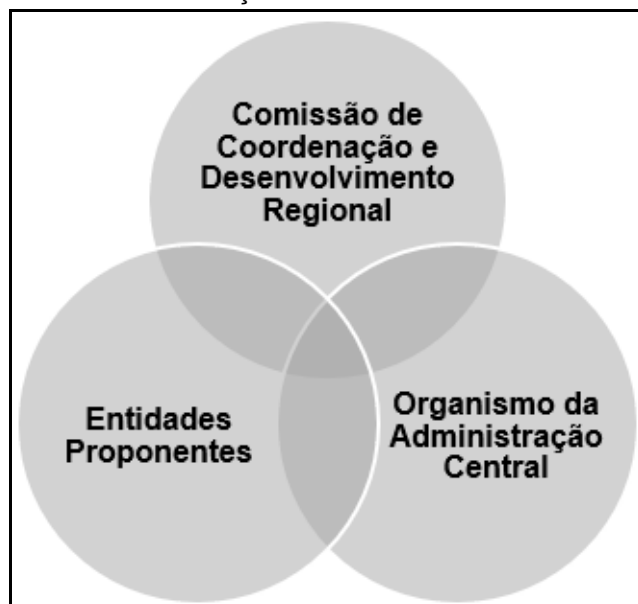 Comissão de
Coordenação e
Desenvolvimento
Regional
Entidades
Proponentes
Organismo da
Administração
Central